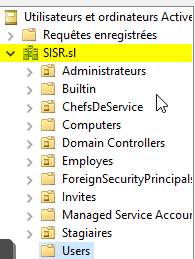 Utilisateurs et ordinateurs Active
Requêtes enregistrées
SISR.sl
Administrateurs
Builtin
ChefsDeService
Computers
Domain Controllers
Employes
ForeignSecurityPrincipals
Invites
Managed Service Accour
Stagiaires
Users